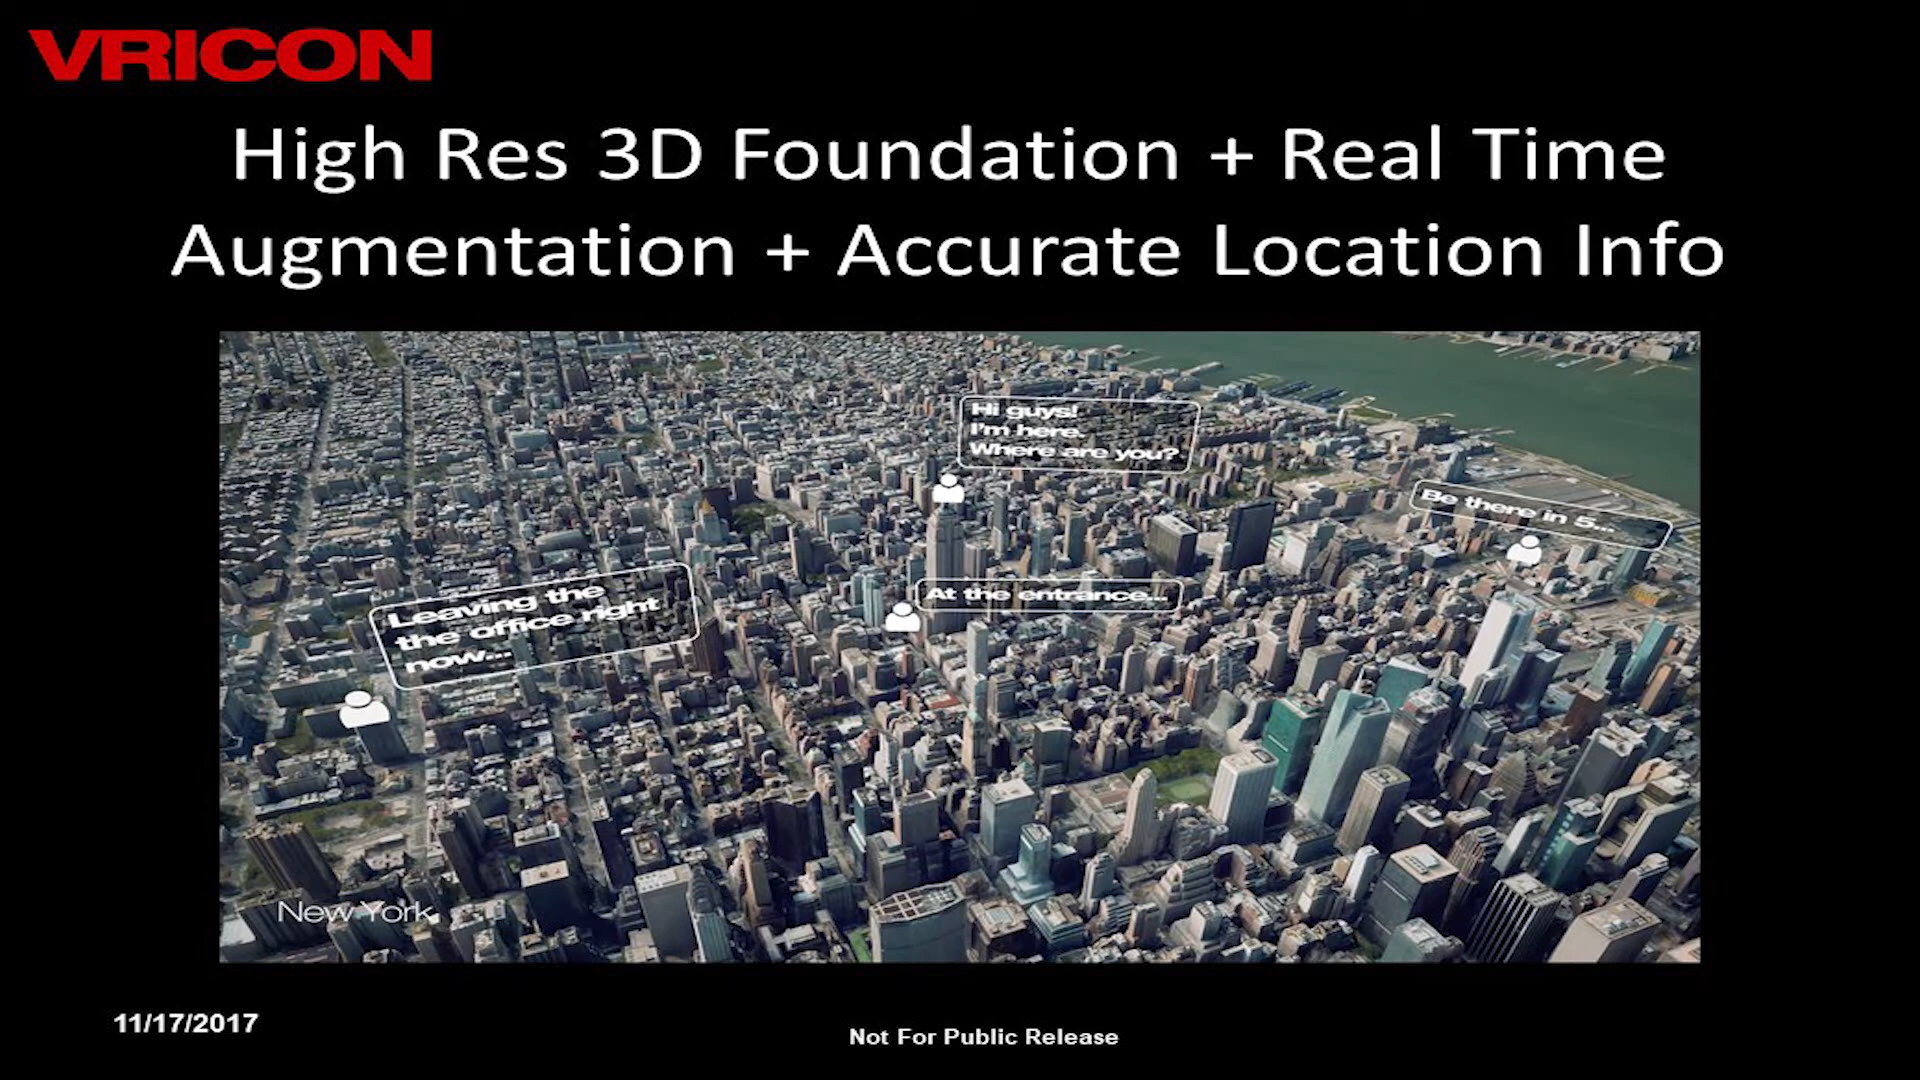 VRICON
High Res 3D Foundation + Real Time
Augmentation + Accurate Location Info
Hi guys!
I'm here.
Where are you?
Be there in 5...
At the entrance...
Leaving the
the office right
now...
New York
11/17/2017
Not For Public Release